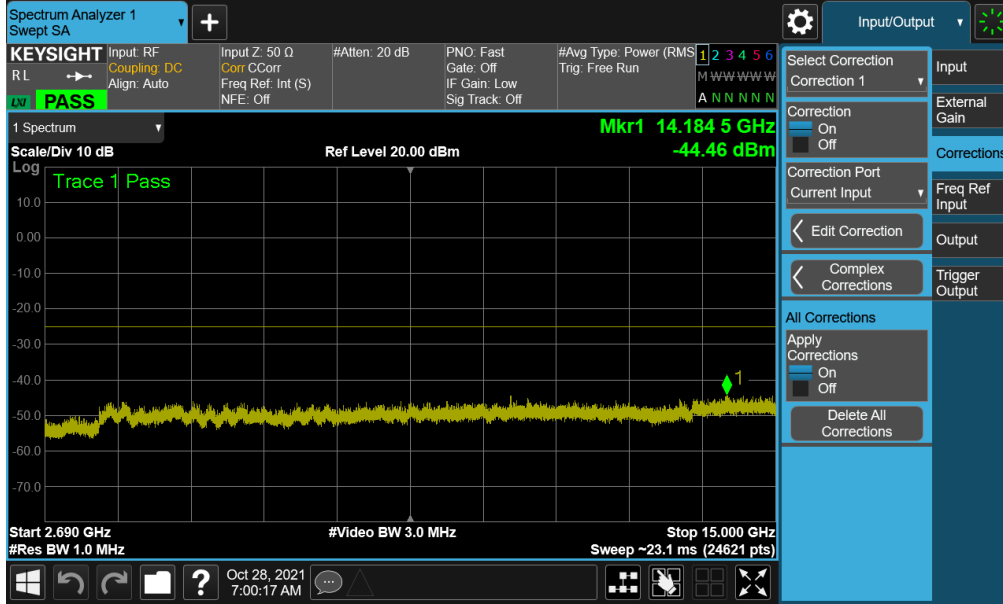 Spectrum Analyzer 1
Swept SA
Input/Output
KEYSIGHT
RL
LXI PASS
Input: RF
Coupling: DC
Align: Auto
Input Z: 50 Ω
Corr CCorr
Freq Ref: Int (S)
NFE: Off
#Atten: 20 dB
PNO: Fast
Gate: Off
IF Gain: Low
Sig Track: Off
#Avg Type: Power (RMS
Trig: Free Run
1 2 3 4 5 6
M W W W W W
A N N N N N
1 Spectrum
Mkr1 14.184 5 GHz
Scale/Div 10 dB
Ref Level 20.00 dBm
-44.46 dBm
Log
Trace 1 Pass
10.0
0.00
-10.0
-20.0
-30.0
-40.0
-50.0
-60.0
-70.0
1
Start 2.690 GHz
#Video BW 3.0 MHz
Stop 15.000 GHz
#Res BW 1.0 MHz
Sweep ~23.1 ms (24621 pts)
Select Correction
Correction 1
Correction
On
Off
Correction Port
Current Input
Edit Correction
Complex
Corrections
All Corrections
Apply
Corrections
On
Off
Delete All
Corrections
Input
External
Gain
Corrections
Freq Ref
Input
Output
Trigger
Output
?
Oct 28, 2021
7:00:17 AM